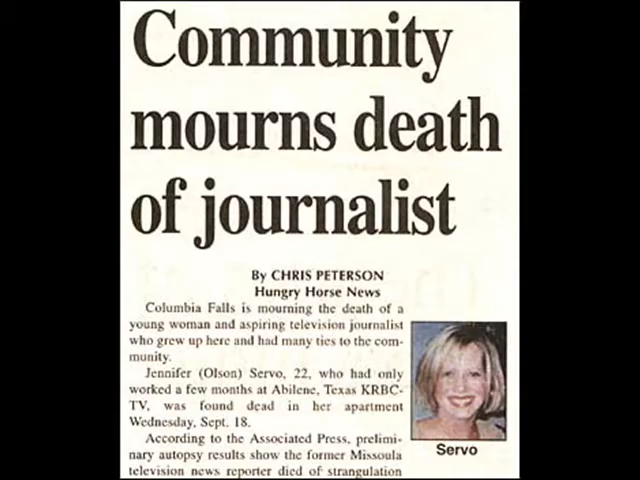 Community
mourns death
of journalist
By CHRIS PETERSON
Hungry Horse News
Columbia Falls is mourning the death of a
young woman and aspiring television journalist
who grew up here and had many ties to the com-
munity.
Jennifer (Olson) Servo, 22, who had only
worked a few months at Abilene, Texas KRBC-
TV, was found dead in her apartment
Wednesday, Sept. 18.
According to the Associated Press, prelimi-
nary autopsy results show the former Missoula
television news reporter died of strangulation
Servo